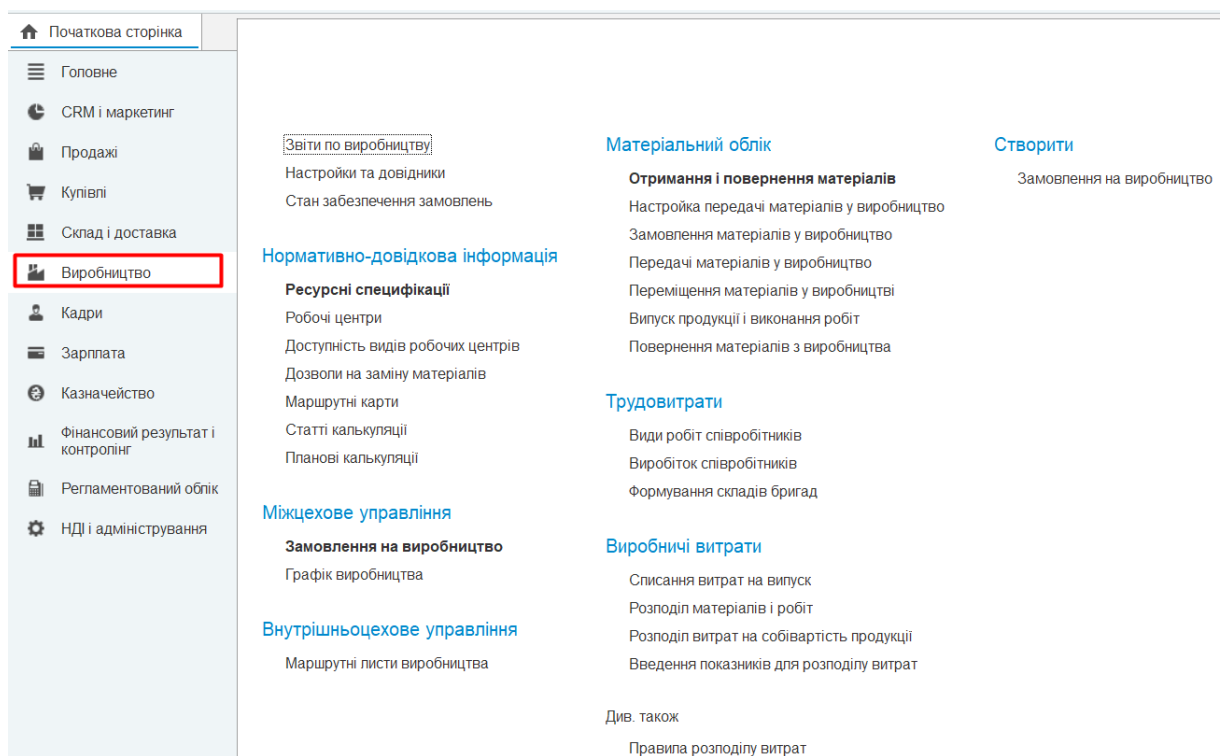 Початкова сторінка
Головне
CRM і маркетинг
Продажі
Купівлі
Склад і доставка
Виробництво
Кадри
Зарплата
Казначейство
Фінансовий результат і
контролінг
Регламентований облік
НДІ і адміністрування
Звіти по виробництву
Настройки та довідники
Стан забезпечення замовлень
Нормативно-довідкова інформація
Ресурсні специфікації
Робочі центри
Доступність видів робочих центрів
Дозволи на заміну матеріалів
Маршрутні карти
Статті калькуляції
Планові калькуляції
Міжцехове управління
Замовлення на виробництво
Графік виробництва
Внутрішньоцехове управління
Маршрутні листи виробництва
Матеріальний облік
Отримання і повернення матеріалів
Настройка передачі матеріалів у виробництво
Замовлення матеріалів у виробництво
Передачі матеріалів у виробництво
Переміщення матеріалів у виробництві
Випуск продукції і виконання робіт
Повернення матеріалів з виробництва
Трудовитрати
Види робіт співробітників
Виробіток співробітників
Формування складів бригад
Виробничі витрати
Списання витрат на випуск
Розподіл матеріалів і робіт
Розподіл витрат на собівартість продукції
Введення показників для розподілу витрат
Див. також
Правила розподілу витрат
Створити
Замовлення на виробництво